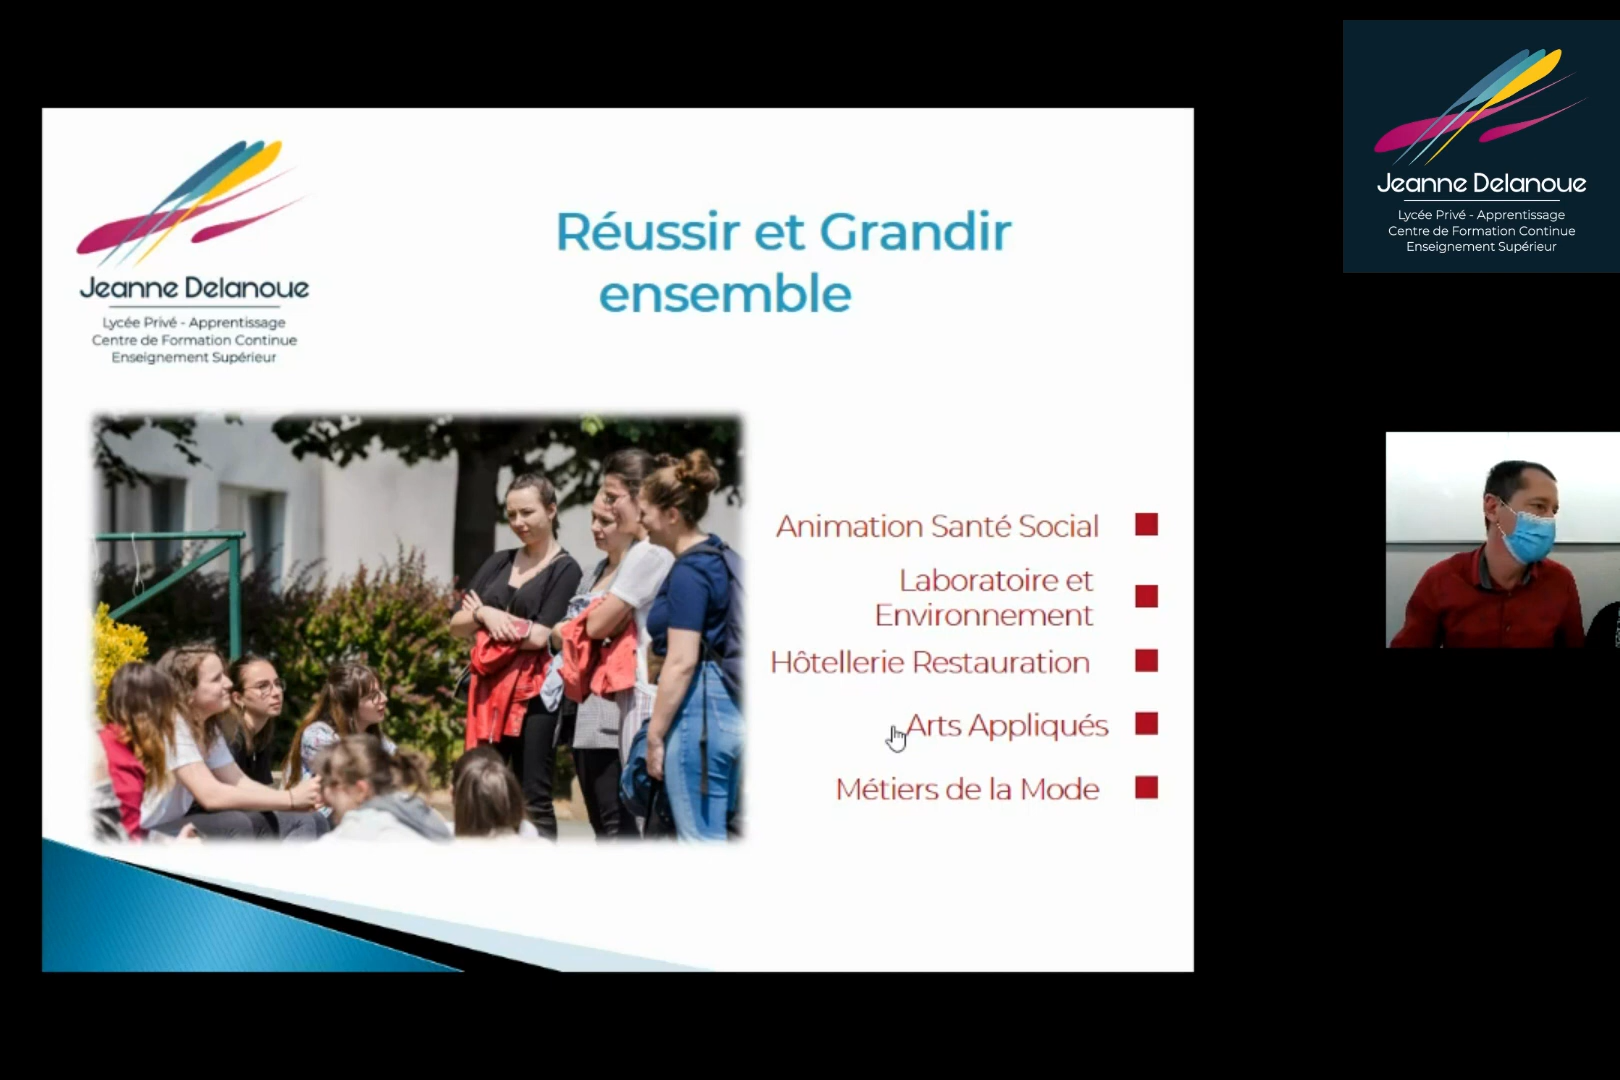 Jeanne Delanoue
Lycée Privé - Apprentissage
Centre de Formation Continue
Enseignement Supérieur
Réussir et Grandir
ensemble
Animation Santé Social
Laboratoire et
Environnement
Hôtellerie Restauration
Arts Appliqués
Métiers de la Mode
Jeanne Delanoue
Lycée Privé - Apprentissage
Centre de Formation Continue
Enseignement Supérieur